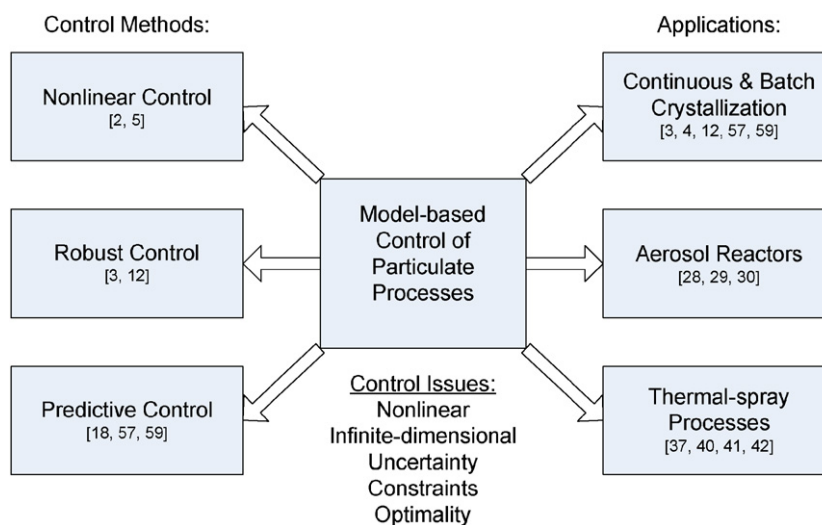 Control Methods:
Applications:
Nonlinear Control
[2, 5]
Continuous & Batch
Crystallization
[3, 4, 12, 57, 59]
Model-based
Control of
Particulate
Processes
Robust Control
[3, 12]
Aerosol Reactors
[28, 29, 30]
Predictive Control
[18, 57, 59]
Control Issues:
Nonlinear
Infinite-dimensional
Uncertainty
Constraints
Optimality
Thermal-spray
Processes
[37, 40, 41, 42]